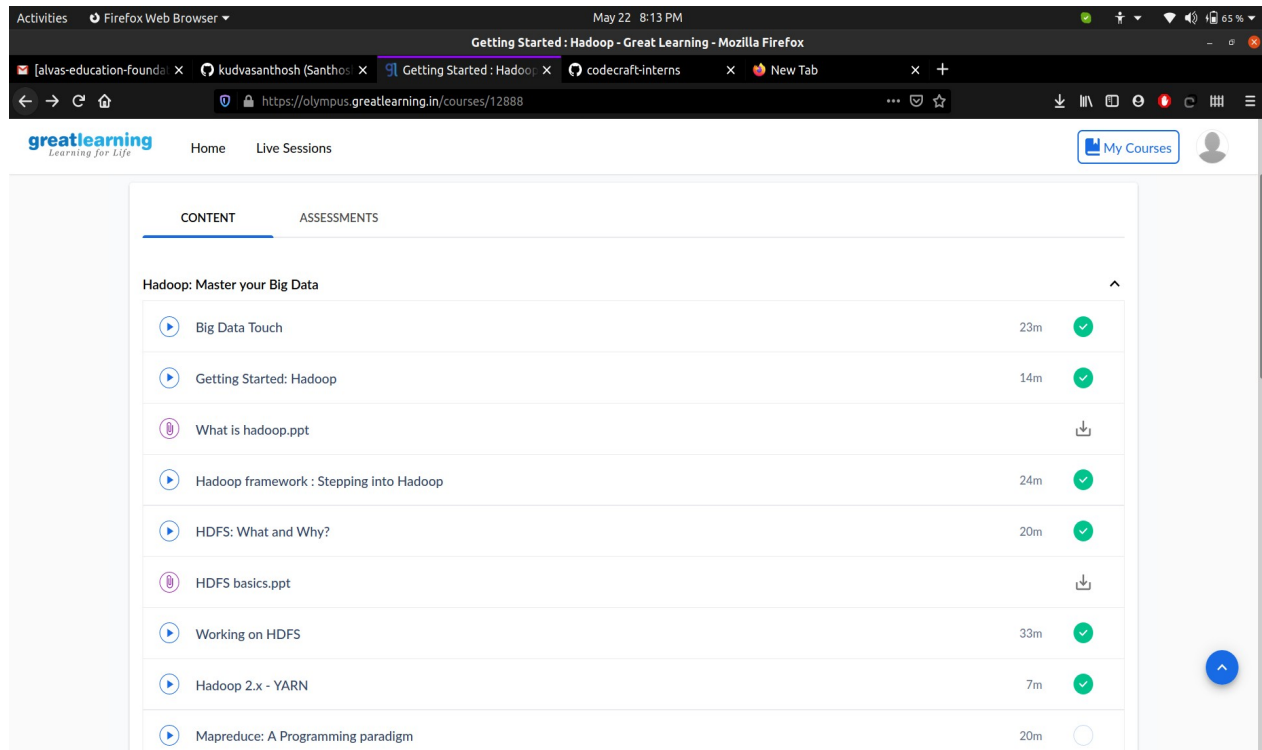 Activities Firefox Web Browser May 22 8:13 PM 65 %
Getting Started : Hadoop - Great Learning - Mozilla Firefox
[alvas-education-founda kudvasanthosh (Santhos Getting Started : Hadoop codecraft-interns New Tab
https://olympus.greatlearning.in/courses/12888
greatlearning
Learning for Life
Home Live Sessions My Courses
CONTENT ASSESSMENTS
Hadoop: Master your Big Data
Big Data Touch 23m
Getting Started: Hadoop 14m
What is hadoop.ppt
Hadoop framework : Stepping into Hadoop 24m
HDFS: What and Why? 20m
HDFS basics.ppt
Working on HDFS 33m
Hadoop 2.x - YARN 7m
Mapreduce: A Programming paradigm 20m